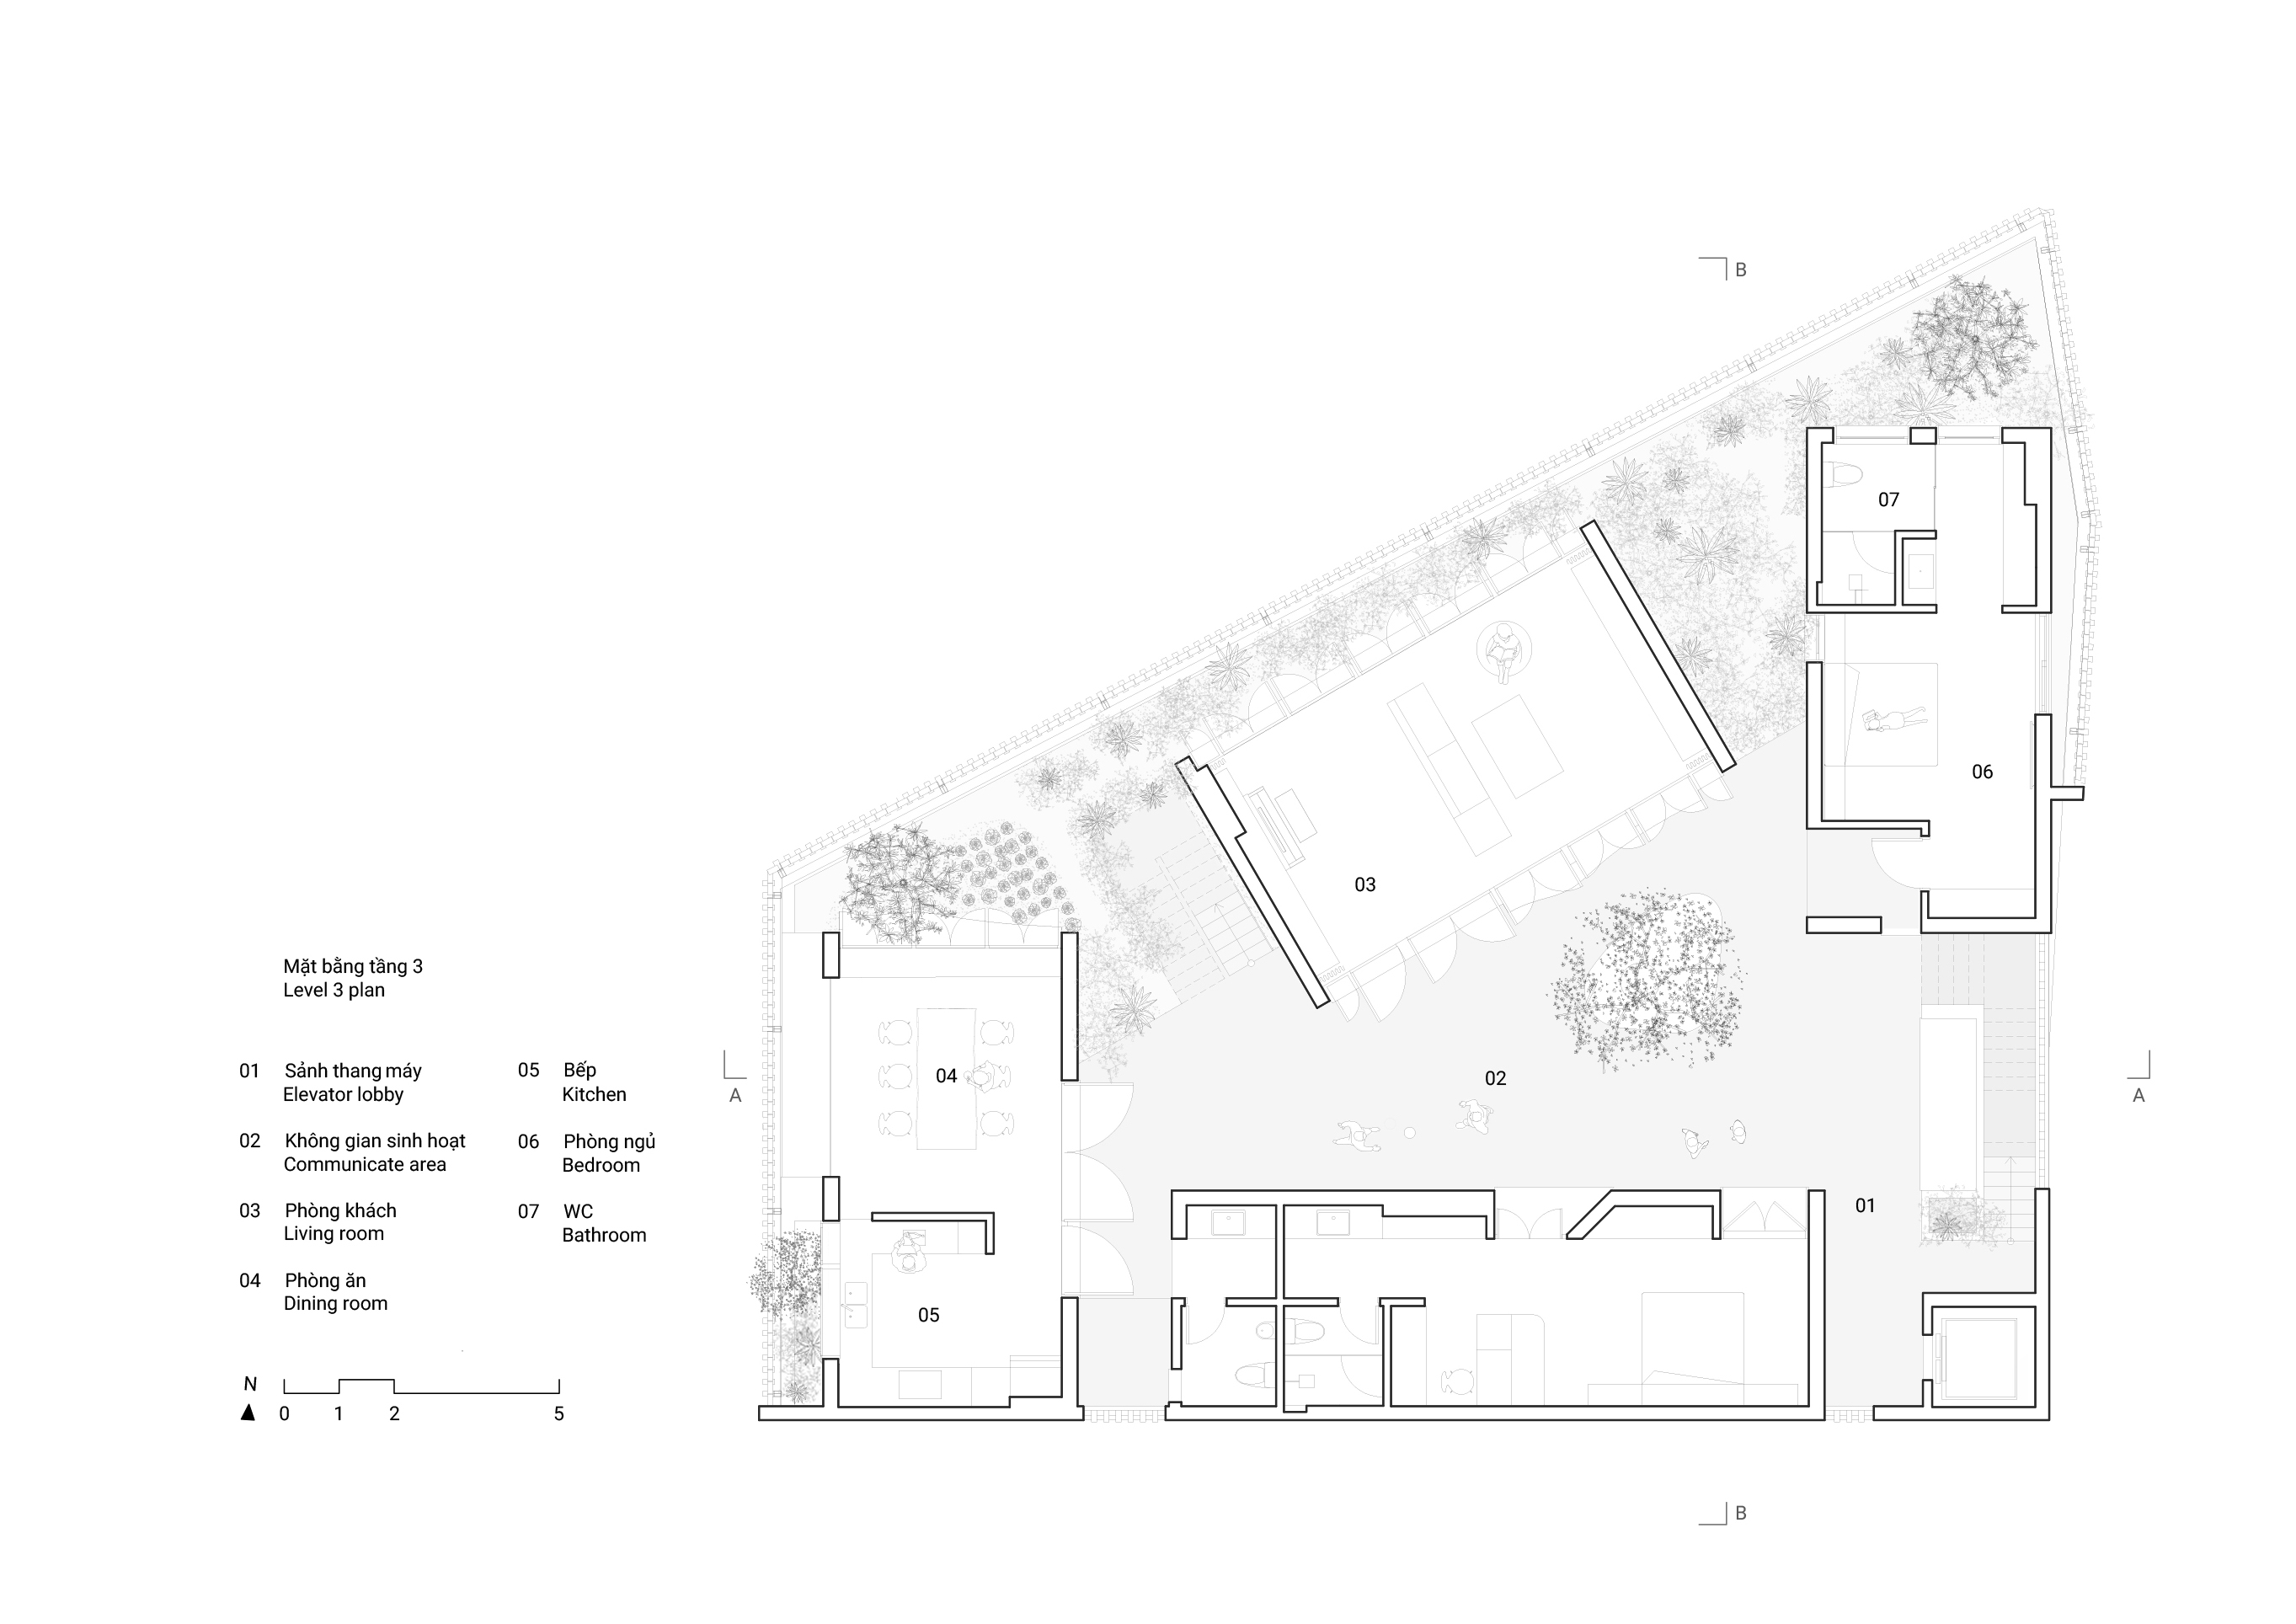 B
07
06
03
Mặt bằng tầng 3
Level 3 plan
01 Sảnh thang máy
Elevator lobby
02 Không gian sinh hoạt
Communicate area
03 Phòng khách
Living room
04 Phòng ăn
Dining room
05 Bếp
Kitchen
06 Phòng ngủ
Bedroom
07 WC
Bathroom
N
0 1 2 5
A
04
02
A
01
05
B